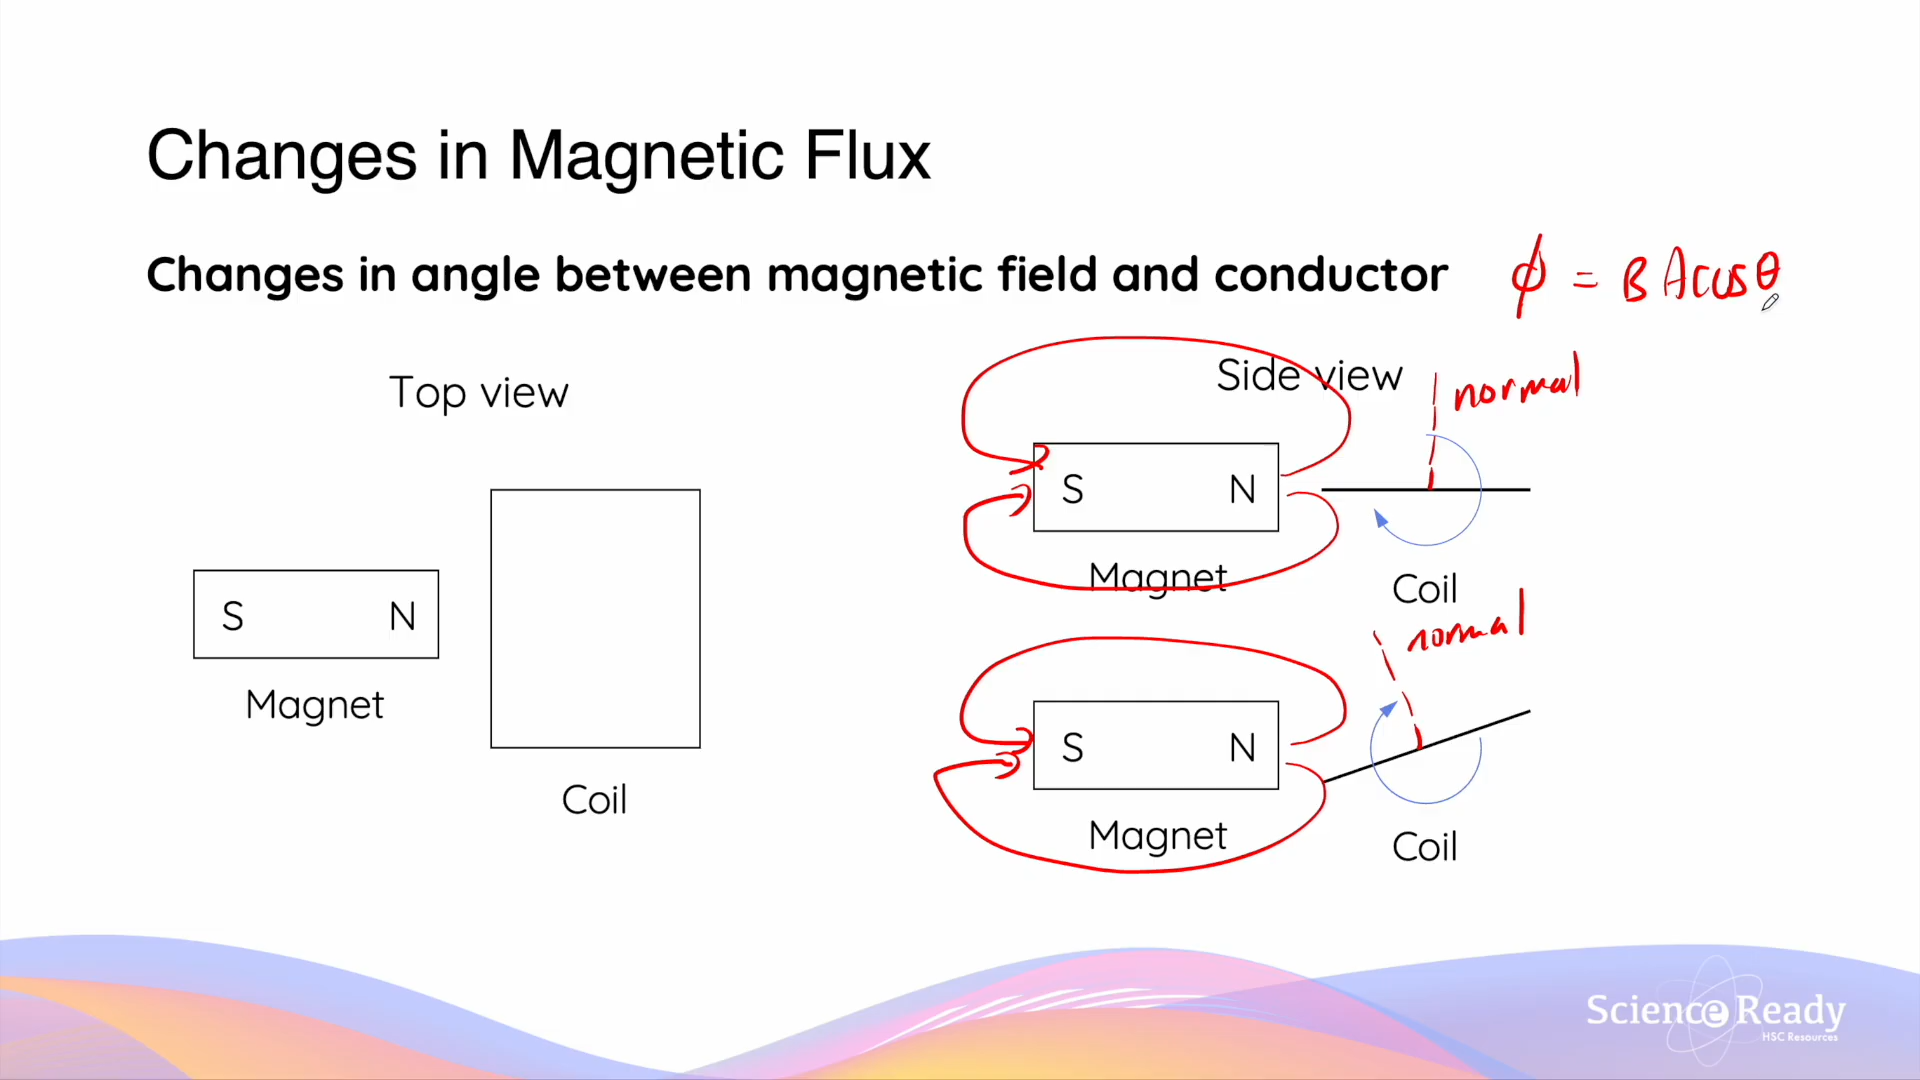 Changes in Magnetic Flux
Changes in angle between magnetic field and conductor
ϕ = BAcosθ
Top view
S N
Magnet
Coil
Side view
normal
S N
Magnet
Coil
normal
S N
Magnet
Coil
Science Ready
HSC Resources